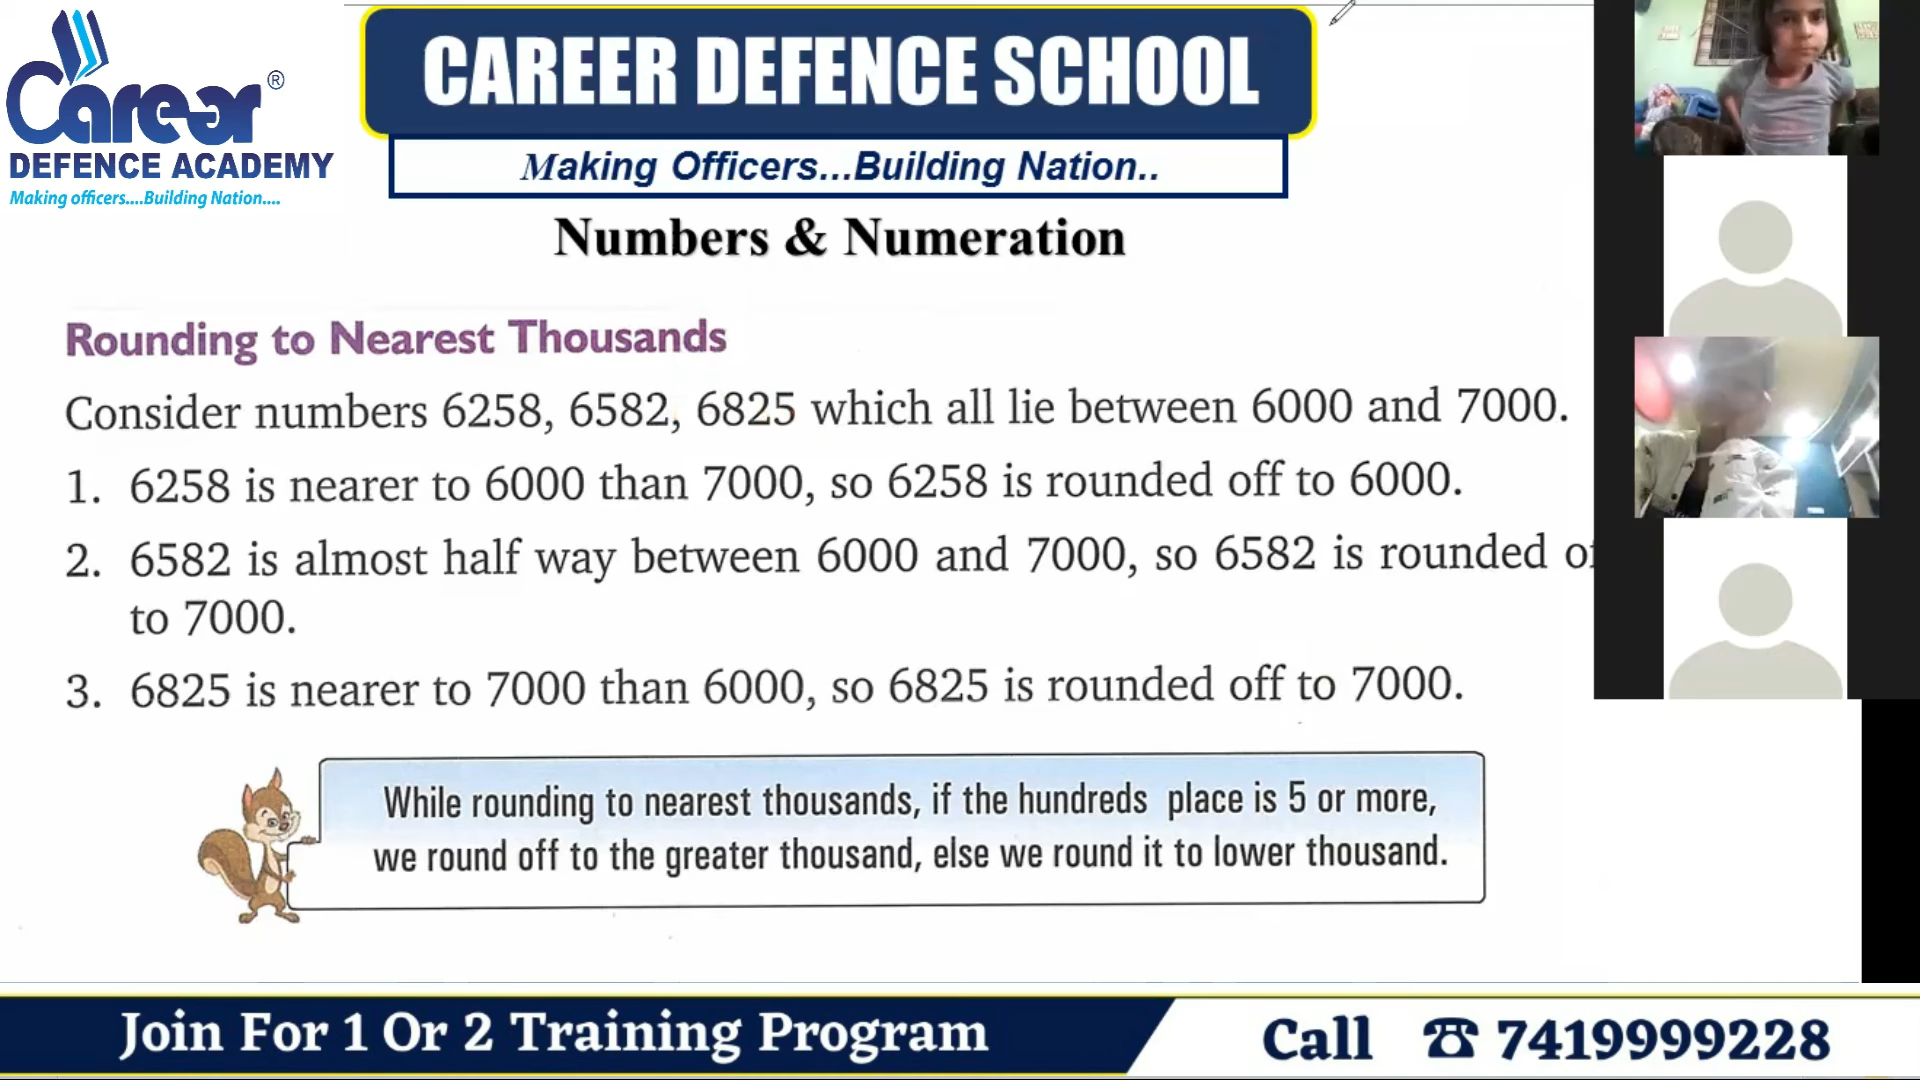 Career ®
DEFENCE ACADEMY
Making officers....Building Nation....
CAREER DEFENCE SCHOOL
Making Officers...Building Nation..
Numbers & Numeration
Rounding to Nearest Thousands
Consider numbers 6258, 6582, 6825 which all lie between 6000 and 7000.
1. 6258 is nearer to 6000 than 7000, so 6258 is rounded off to 6000.
2. 6582 is almost half way between 6000 and 7000, so 6582 is rounded
to 7000.
3. 6825 is nearer to 7000 than 6000, so 6825 is rounded off to 7000.
While rounding to nearest thousands, if the hundreds place is 5 or more,
we round off to the greater thousand, else we round it to lower thousand.
Join For 1 Or 2 Training Program
Call ☎ 7419999228